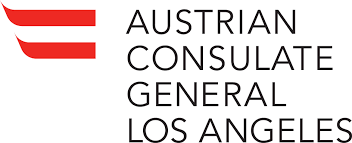 AUSTRIAN
CONSULATE
GENERAL
LOS ANGELES